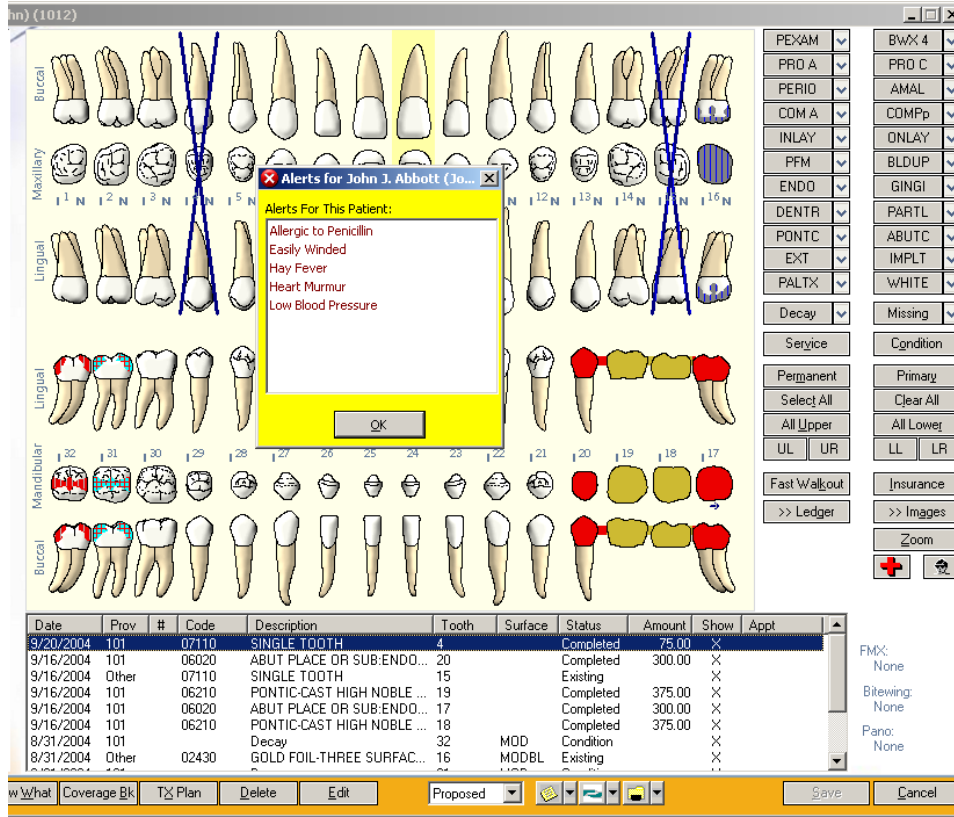 hn) (1012)
PEXAM BWX 4
PRO A PRO C
PERIO AMAL
COM A COMPp
INLAY ONLAY
PFM BLDUP
ENDO GINGI
DENTR PARTL
PONTC ABUTC
EXT IMPLT
PALTX WHITE
Decay Missing
Service Condition
Permanent Primary
Select All Clear All
All Upper All Lower
UL UR LL LR
Fast Walkout Insurance
>> Ledger >> Images
Zoom
Buccal
Maxillary
1 N 2 N 3 N 5 N 12 N 13 N 14 N 16 N
Lingual
Alerts for John J. Abbott (Jo...
Alerts For This Patient:
Allergic to Penicillin
Easily Winded
Hay Fever
Heart Murmur
Low Blood Pressure
OK
Lingual
32 31 30 29 28 27 26 25 24 23 22 21 20 19 18 17
Mandibular
Buccal
Date Prov # Code Description Tooth Surface Status Amount Show Appt
9/20/2004 101 07110 SINGLE TOOTH 4 Completed 75.00 X
9/16/2004 101 06020 ABUT PLACE OR SUB:ENDO... 20 Completed 300.00 X
9/16/2004 Other 07110 SINGLE TOOTH 15 Existing X
9/16/2004 101 06210 PONTIC-CAST HIGH NOBLE ... 19 Completed 375.00 X
9/16/2004 101 06020 ABUT PLACE OR SUB:ENDO... 17 Completed 300.00 X
9/16/2004 101 06210 PONTIC-CAST HIGH NOBLE ... 18 Completed 375.00 X
8/31/2004 101 Decay 32 MOD Condition X
8/31/2004 Other 02430 GOLD FOIL-THREE SURFAC... 16 MODBL Existing X
FMX:
None
Bitewing:
None
Pano:
None
w What Coverage Bk TX Plan Delete Edit Proposed Save Cancel